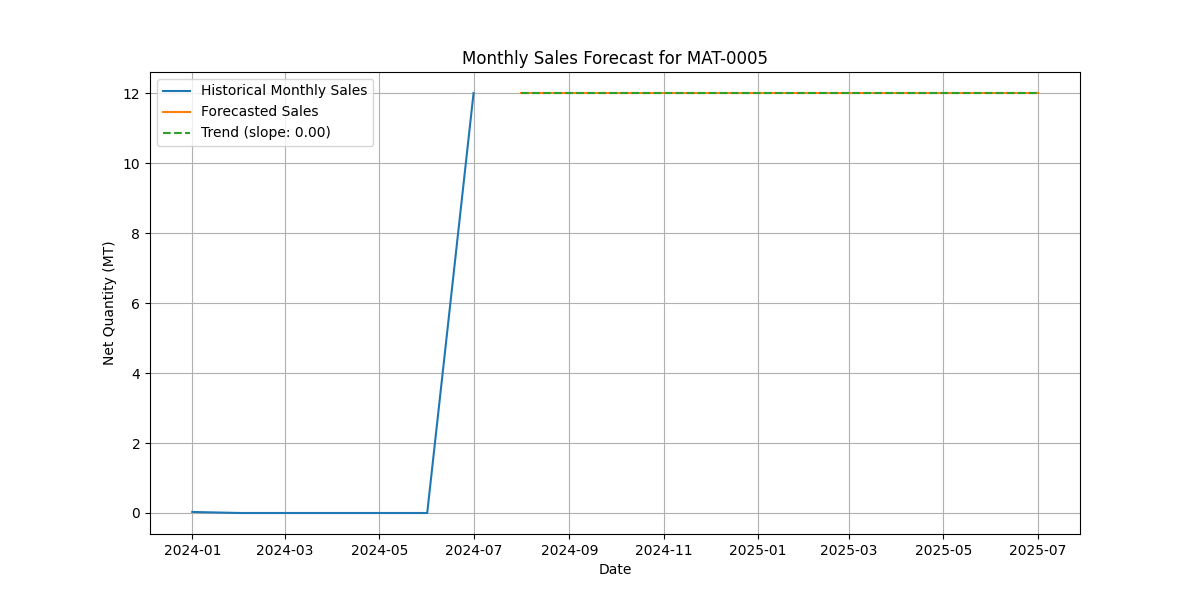 Monthly Sales Forecast for MAT-0005
Historical Monthly Sales
Forecasted Sales
Trend (slope: 0.00)
12
10
8
6
4
2
0
Net Quantity (MT)
2024-01 2024-03 2024-05 2024-07 2024-09 2024-11 2025-01 2025-03 2025-05 2025-07
Date